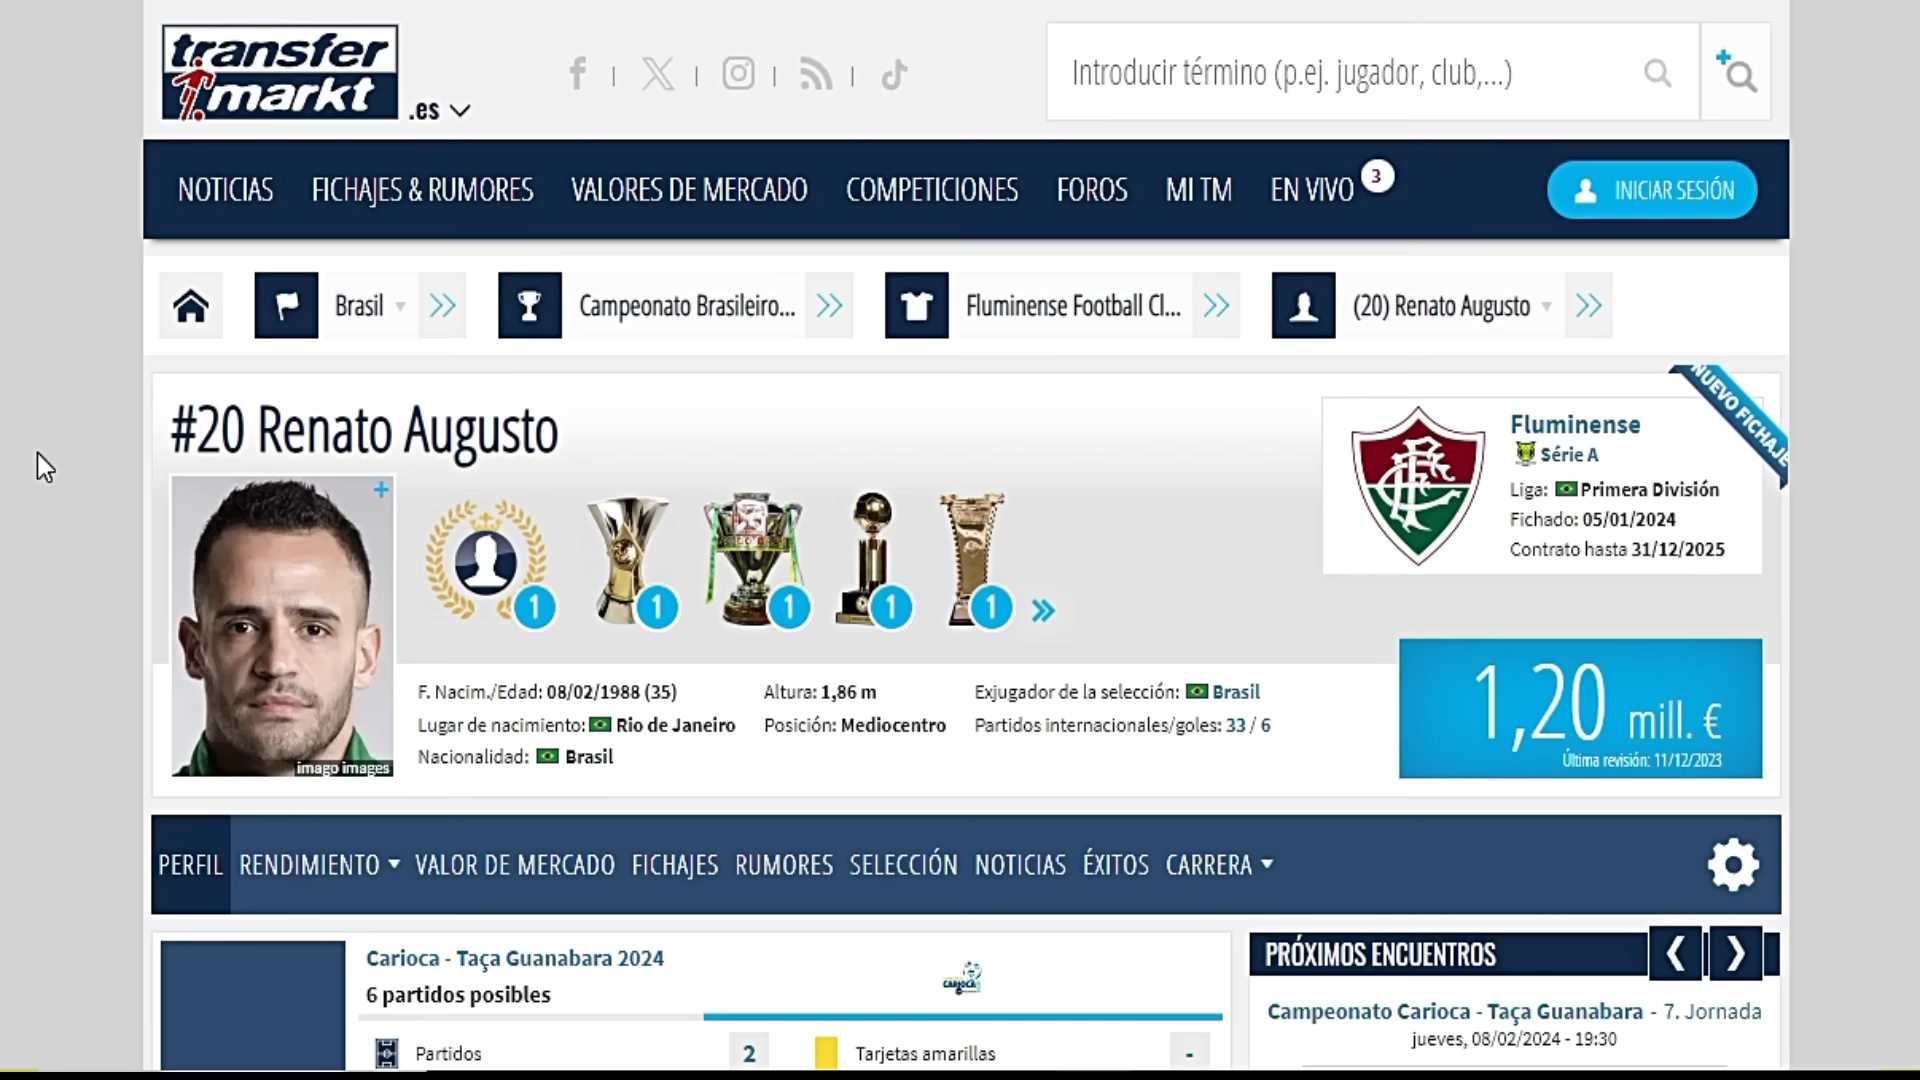 transfer
markt
.es
Introducir término (p.ej. jugador, club,...)
NOTICIAS FICHAJES & RUMORES VALORES DE MERCADO COMPETICIONES FOROS MI TM EN VIVO 3 INICIAR SESIÓN
Brasil Campeonato Brasileiro... Fluminense Football Cl... (20) Renato Augusto
#20 Renato Augusto
NUEVO FICHAJE
Fluminense
Série A
Liga: Primera División
Fichado: 05/01/2024
Contrato hasta 31/12/2025
1 1 1 1 1
imago images
F. Nacim./Edad: 08/02/1988 (35)
Lugar de nacimiento: Rio de Janeiro
Nacionalidad: Brasil
Altura: 1,86 m
Posición: Mediocentro
Exjugador de la selección: Brasil
Partidos internacionales/goles: 33 / 6
1,20 mill. €
Última revisión: 11/12/2023
PERFIL RENDIMIENTO VALOR DE MERCADO FICHAJES RUMORES SELECCIÓN NOTICIAS ÉXITOS CARRERA
Carioca - Taça Guanabara 2024
6 partidos posibles
CARIOCA
Partidos 2
Tarjetas amarillas -
PRÓXIMOS ENCUENTROS
Campeonato Carioca - Taça Guanabara - 7. Jornada
jueves, 08/02/2024 - 19:30